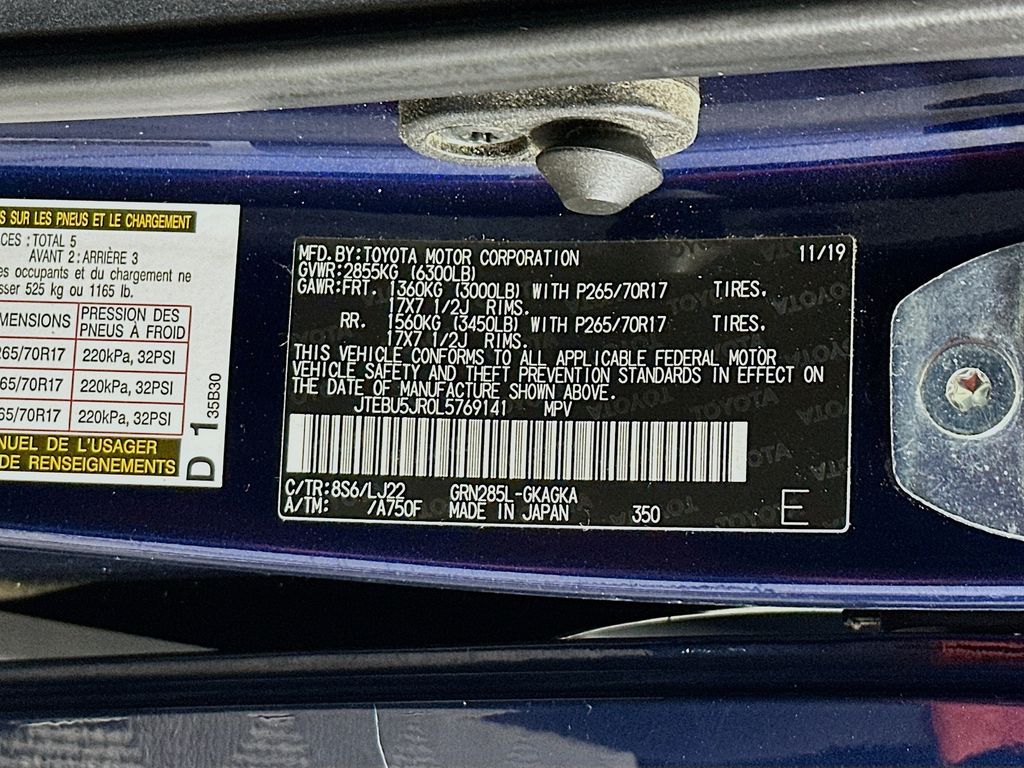 S SUR LES PNEUS ET LE CHARGEMENT
CES : TOTAL 5
AVANT 2 : ARRIÈRE 3
es occupants et du chargement ne
sser 525 kg ou 1165 lb.
MENSIONS PRESSION DES PNEUS À FROID
265/70R17 220kPa, 32PSI
65/70R17 220kPa, 32PSI
65/70R17 220kPa, 32PSI
NUEL DE L'USAGER
DE RENSEIGNEMENTS
D 1 35B30
MFD. BY: TOYOTA MOTOR CORPORATION 11/19
GVWR: 2855KG (6300LB)
GAWR: FRT. 1360KG (3000LB) WITH P265/70R17 TIRES,
17X7 1/2J RIMS.
RR. 1560KG (3450LB) WITH P265/70R17 TIRES,
17X7 1/2J RIMS.
THIS VEHICLE CONFORMS TO ALL APPLICABLE FEDERAL MOTOR
VEHICLE SAFETY AND THEFT PREVENTION STANDARDS IN EFFECT ON
THE DATE OF MANUFACTURE SHOWN ABOVE.
JTEBU5JR0L5769141 MPV
C/TR: 8S6/LJ22 GRN285L-GKAGKA
A/TM: /A750F MADE IN JAPAN 350 E